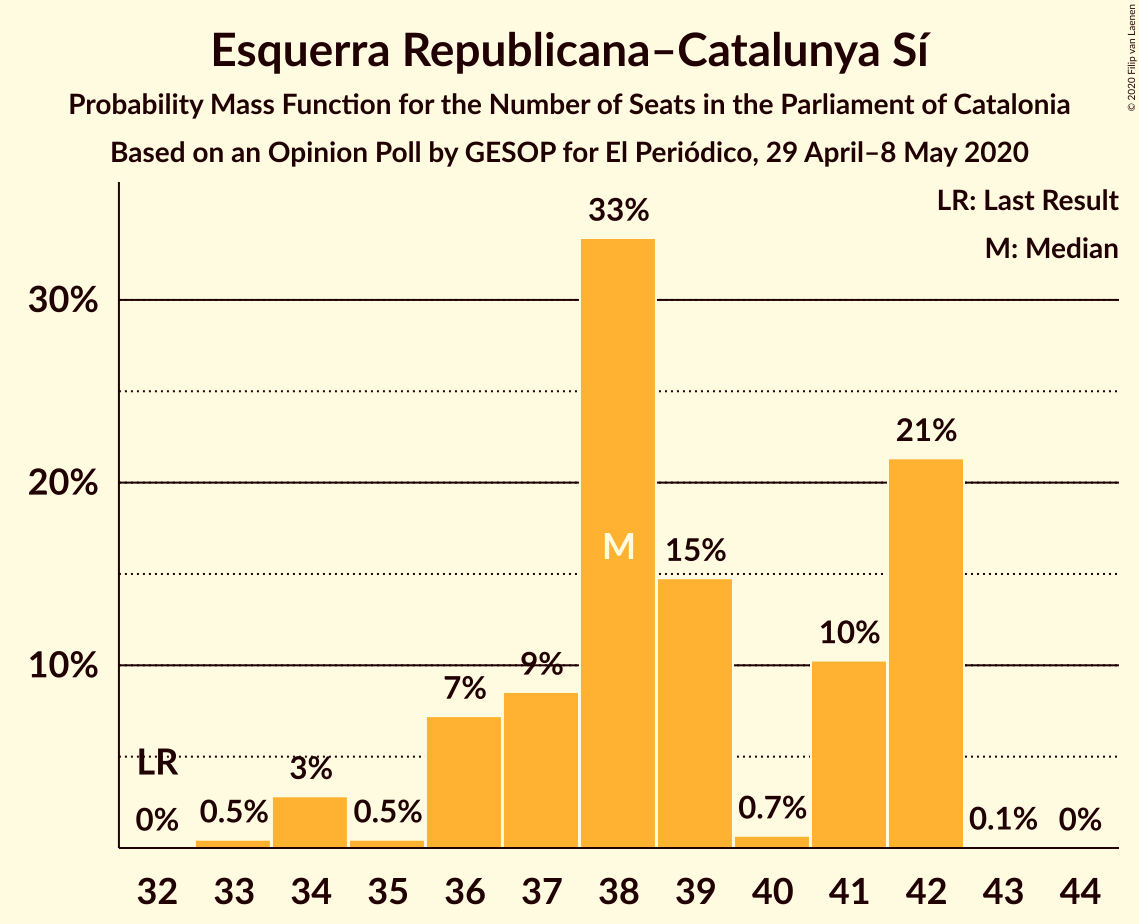 Esquerra Republicana–Catalunya Sí
Probability Mass Function for the Number of Seats in the Parliament of Catalonia
Based on an Opinion Poll by GESOP for El Periódico, 29 April–8 May 2020
© 2020 Filip van Laenen
LR: Last Result
M: Median
30%
20%
10%
LR
0%
0.5%
3%
0.5%
7%
9%
33%
M
15%
0.7%
10%
21%
0.1%
0%
32 33 34 35 36 37 38 39 40 41 42 43 44